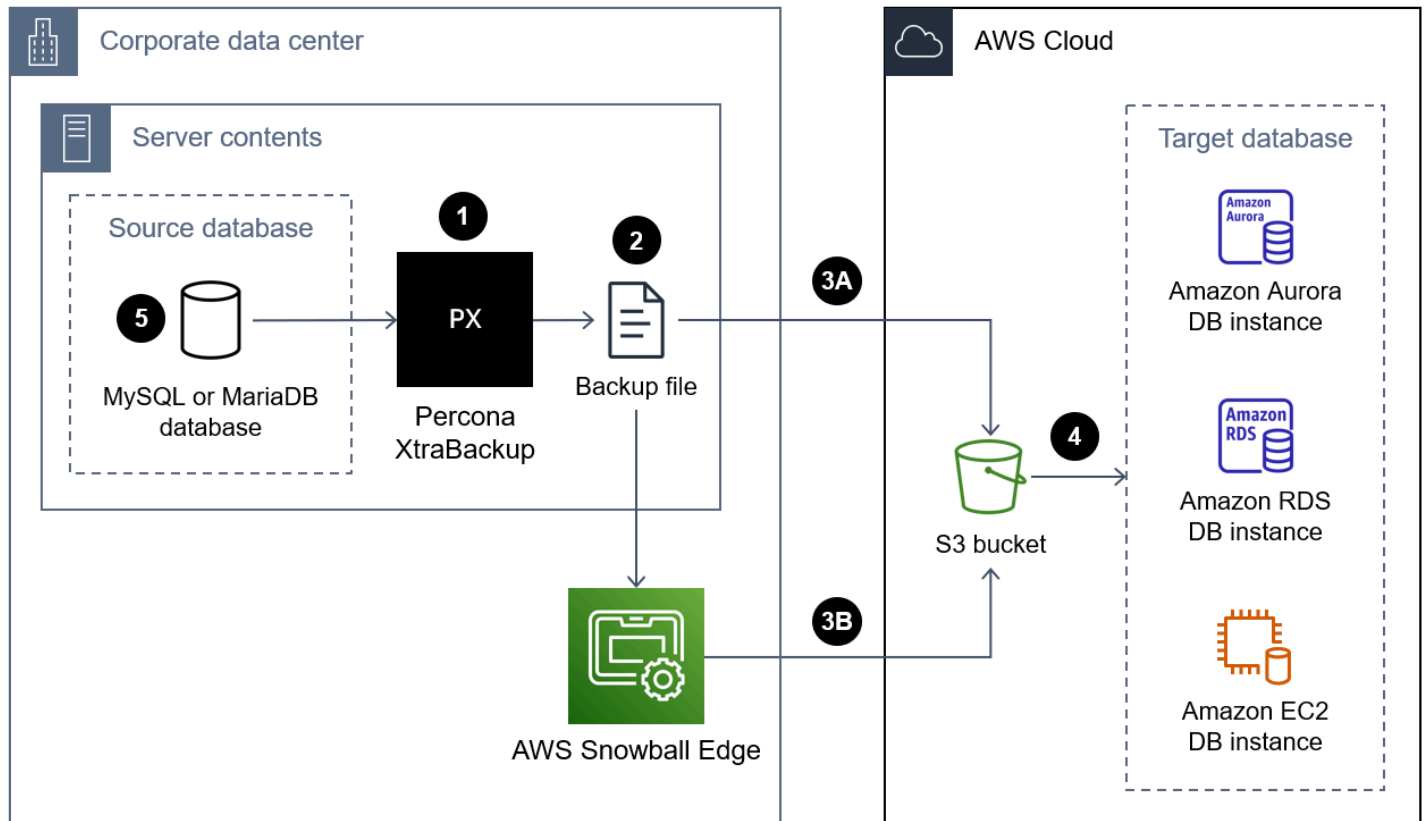 Corporate data center
AWS Cloud
Server contents
Target database
Source database
1
2
3A
Amazon
Aurora
Amazon Aurora
DB instance
5
PX
MySQL or MariaDB
database
Percona
XtraBackup
Backup file
4
Amazon
RDS
Amazon RDS
DB instance
S3 bucket
3B
AWS Snowball Edge
Amazon EC2
DB instance